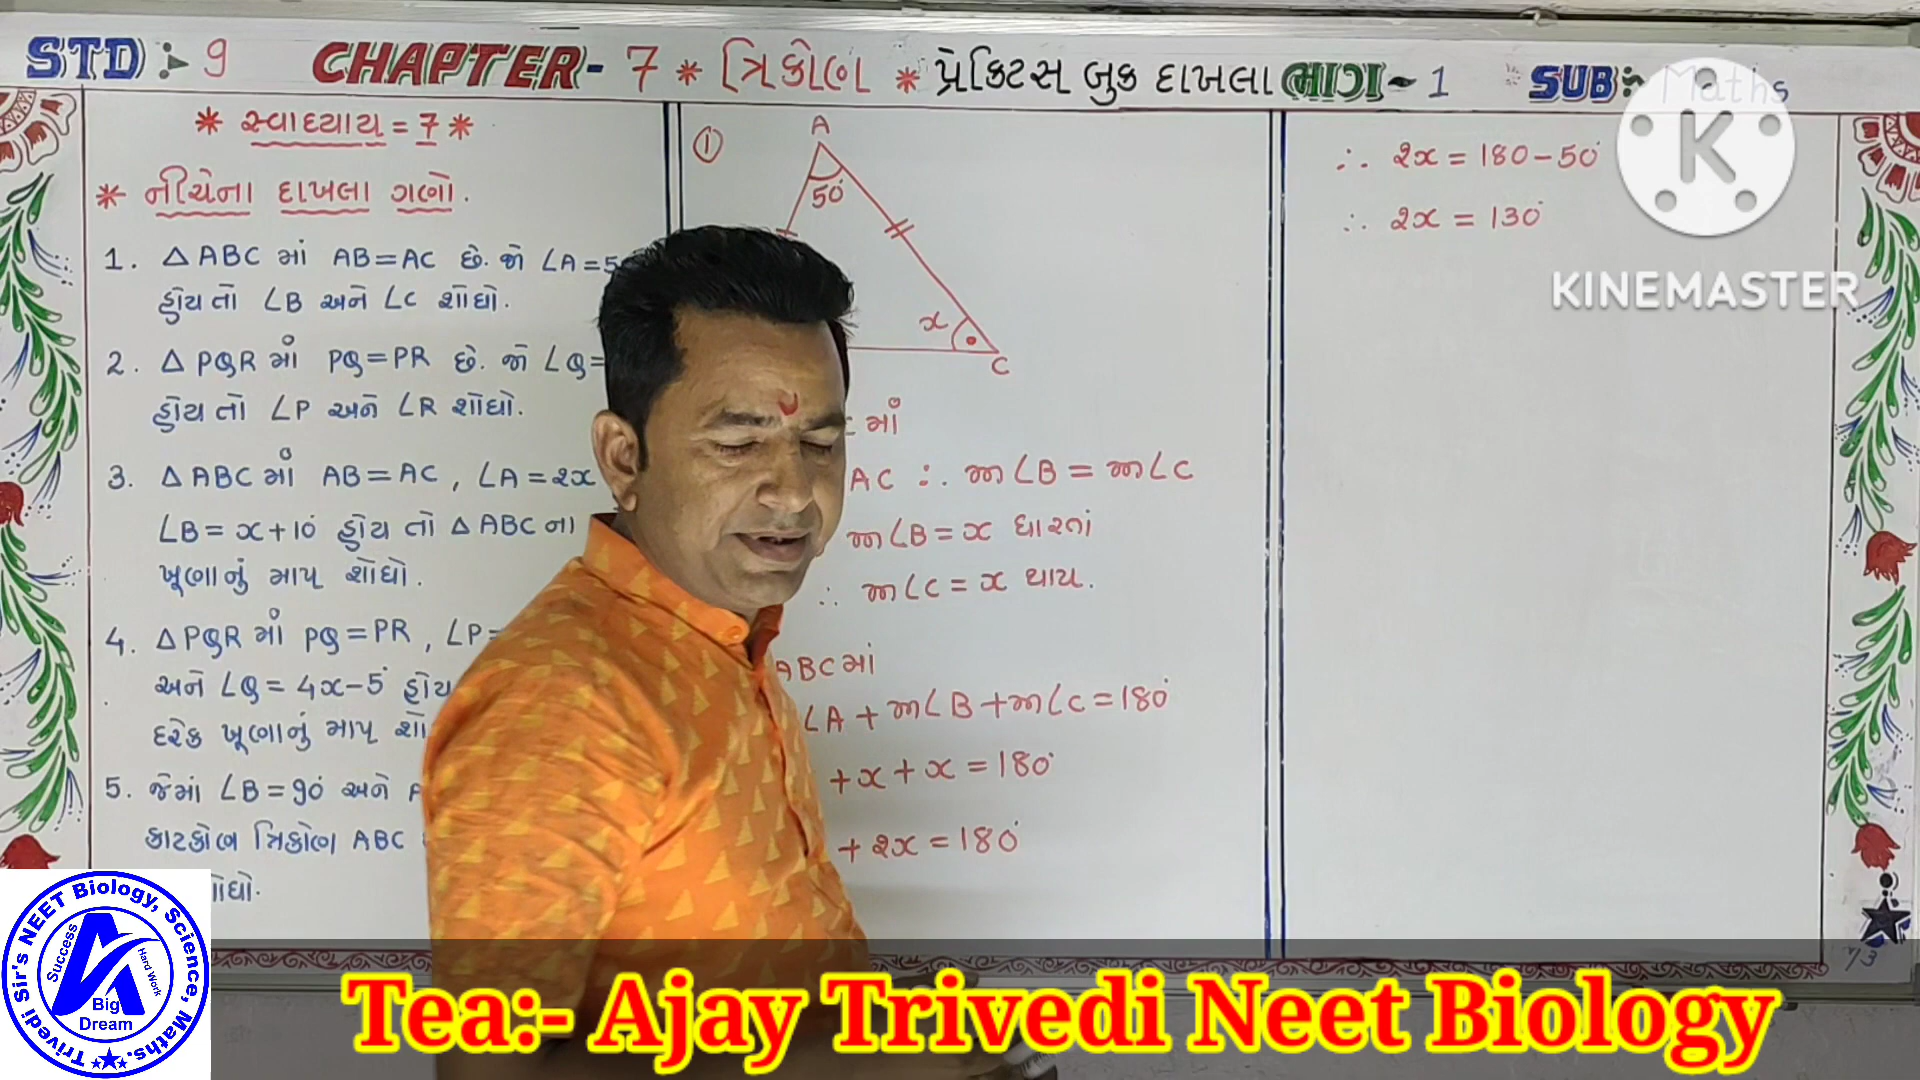 STD :- 9 CHAPTER - 7 * ત્રિકોણ * પ્રેક્ટિસ બુક દાખલા ભાગ - 1 SUB :- Maths
* સ્વાધ્યાય = 7 *
* નીચેના દાખલા ગણો.
1. △ABC માં AB = AC છે. જો ∠A = 5
હોય તો ∠B અને ∠C શોધો.
2. △PQR માં PQ = PR છે. જો ∠Q =
હોય તો ∠P અને ∠R શોધો.
3. △ABC માં AB = AC, ∠A = 2x
∠B = x + 10° હોય તો △ABC ના
ખૂણાનું માપ શોધો.
4. △PQR માં PQ = PR, ∠P =
અને ∠Q = 4x - 5° હોય
દરેક ખૂણાનું માપ શો
5. જેમાં ∠B = 90° અને A
કાટકોણ ત્રિકોણ ABC
ોધો.
①
A
50°
x
C
માં
AC ∴ m∠B = m∠C
m∠B = x ધારતાં
∴ m∠C = x થાય.
ABC માં
∠A + m∠B + m∠C = 180°
+ x + x = 180°
+ 2x = 180°
∴ 2x = 180 - 50°
∴ 2x = 130°
K
KINEMASTER
Trivedi Sir's NEET Biology, Science, Maths.
Success
Hard Work
Big
Dream
Tea:- Ajay Trivedi Neet Biology